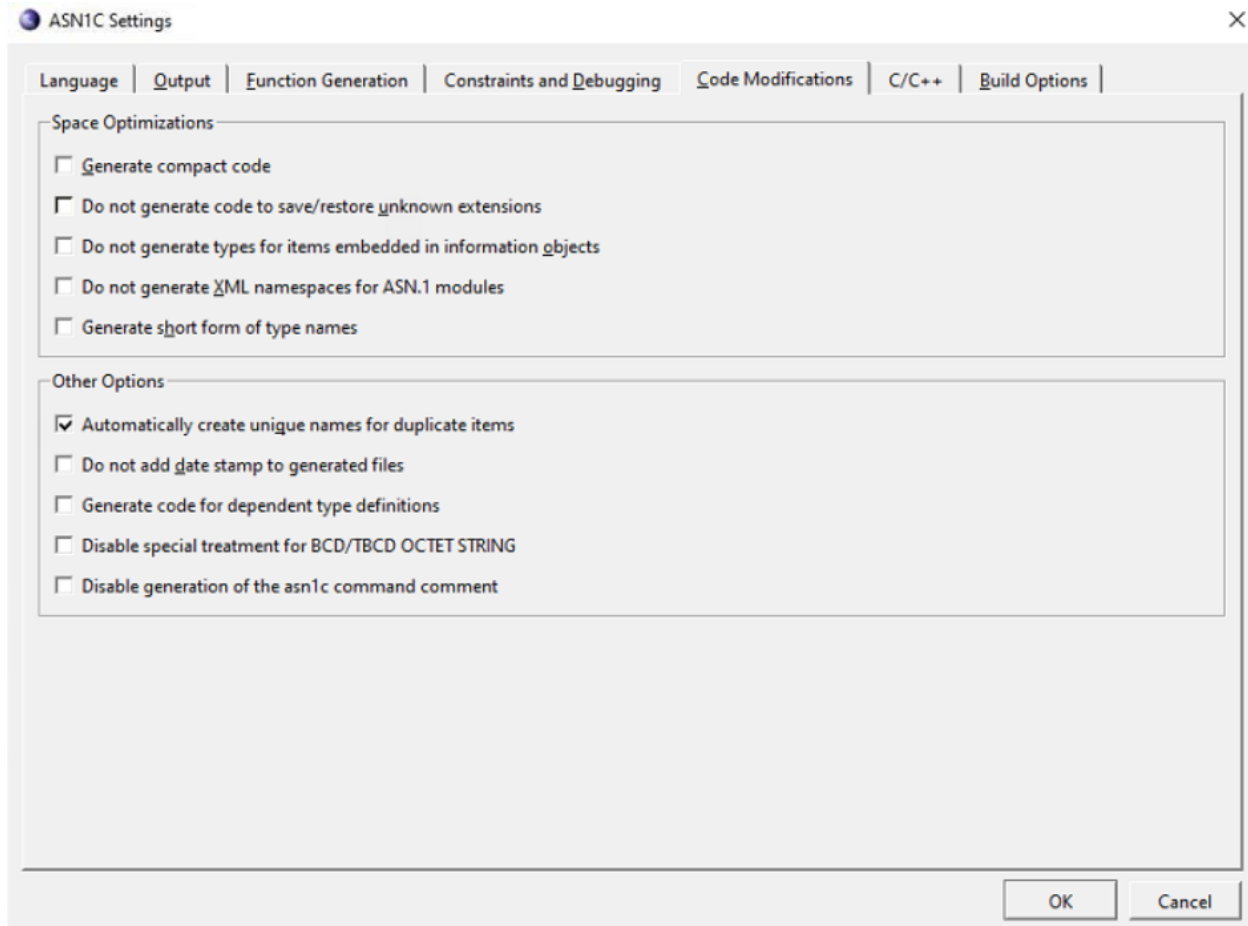 ASN1C Settings
Language Output Function Generation Constraints and Debugging Code Modifications C/C++ Build Options
Space Optimizations
Generate compact code
Do not generate code to save/restore unknown extensions
Do not generate types for items embedded in information objects
Do not generate XML namespaces for ASN.1 modules
Generate short form of type names
Other Options
Automatically create unique names for duplicate items
Do not add date stamp to generated files
Generate code for dependent type definitions
Disable special treatment for BCD/TBCD OCTET STRING
Disable generation of the asn1c command comment
OK Cancel